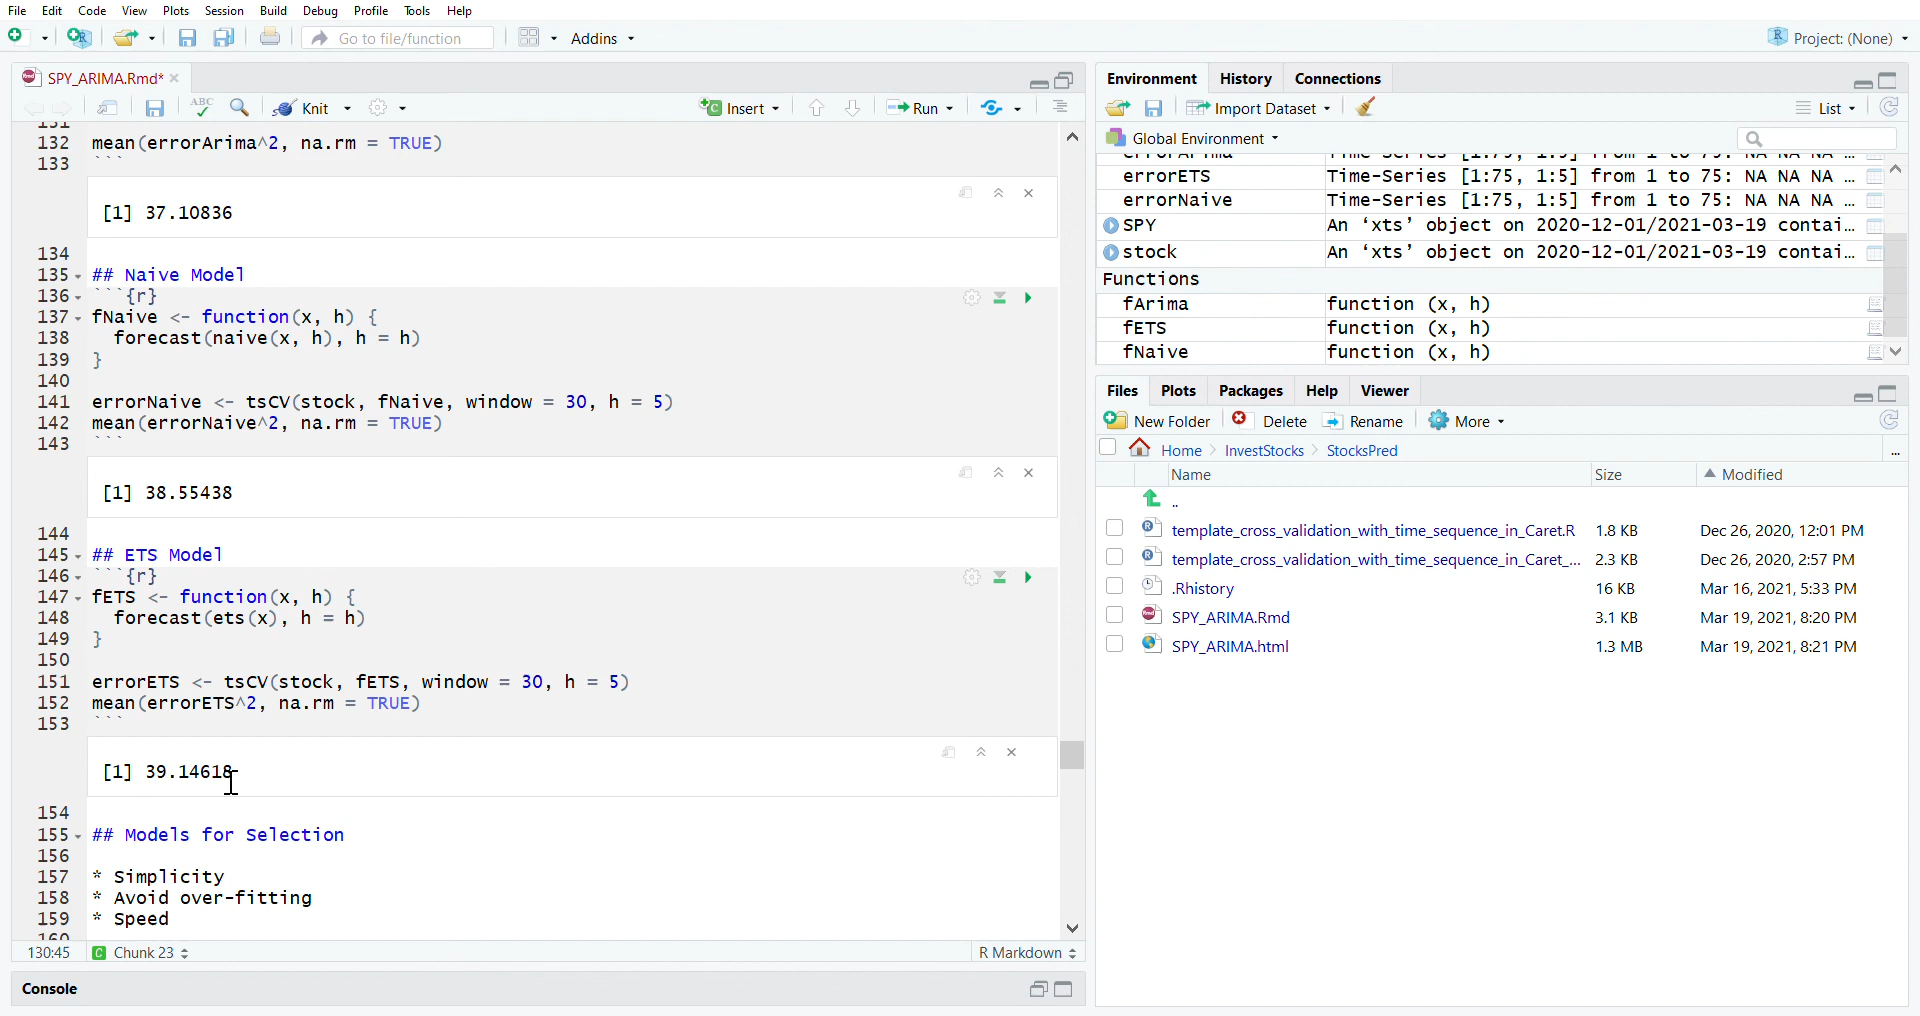 File Edit Code View Plots Session Build Debug Profile Tools Help
Go to file/function Addins Project: (None)
SPY_ARIMA.Rmd*
ABC Knit Insert Run
131
132 mean(errorArima^2, na.rm = TRUE)
133 ```
[1] 37.10836
134
135 ## Naive Model
136 ```{r}
137 fNaive <- function(x, h) {
138 forecast(naive(x, h), h = h)
139 }
140
141 errorNaive <- tsCV(stock, fNaive, window = 30, h = 5)
142 mean(errorNaive^2, na.rm = TRUE)
143 ```
[1] 38.55438
144
145 ## ETS Model
146 ```{r}
147 fETS <- function(x, h) {
148 forecast(ets(x), h = h)
149 }
150
151 errorETS <- tsCV(stock, fETS, window = 30, h = 5)
152 mean(errorETS^2, na.rm = TRUE)
153 ```
[1] 39.14618
154
155 ## Models for Selection
156
157 * Simplicity
158 * Avoid over-fitting
159 * Speed
160
130:45 Chunk 23 R Markdown
Console
Environment History Connections
Import Dataset List
Global Environment
errorArima Time-Series [1:75, 1:5] from 1 to 75: NA NA NA …
errorETS Time-Series [1:75, 1:5] from 1 to 75: NA NA NA …
errorNaive Time-Series [1:75, 1:5] from 1 to 75: NA NA NA …
SPY An ‘xts’ object on 2020-12-01/2021-03-19 contai…
stock An ‘xts’ object on 2020-12-01/2021-03-19 contai…
Functions
fArima function (x, h)
fETS function (x, h)
fNaive function (x, h)
Files Plots Packages Help Viewer
New Folder Delete Rename More
Home InvestStocks StocksPred ...
Name Size Modified
..
template_cross_validation_with_time_sequence_in_Caret.R 1.8 KB Dec 26, 2020, 12:01 PM
template_cross_validation_with_time_sequence_in_Caret_... 2.3 KB Dec 26, 2020, 2:57 PM
.Rhistory 16 KB Mar 16, 2021, 5:33 PM
SPY_ARIMA.Rmd 3.1 KB Mar 19, 2021, 8:20 PM
SPY_ARIMA.html 1.3 MB Mar 19, 2021, 8:21 PM